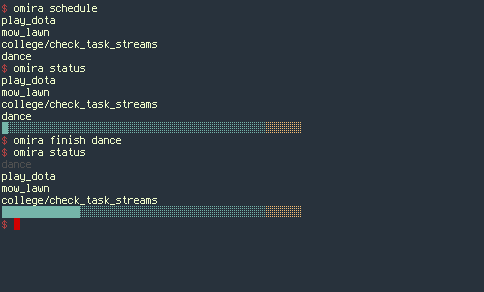 $ omira schedule
play_dota
mow_lawn
college/check_task_streams
dance
$ omira status
play_dota
mow_lawn
college/check_task_streams
dance
$ omira finish dance
$ omira status
dance
play_dota
mow_lawn
college/check_task_streams
$